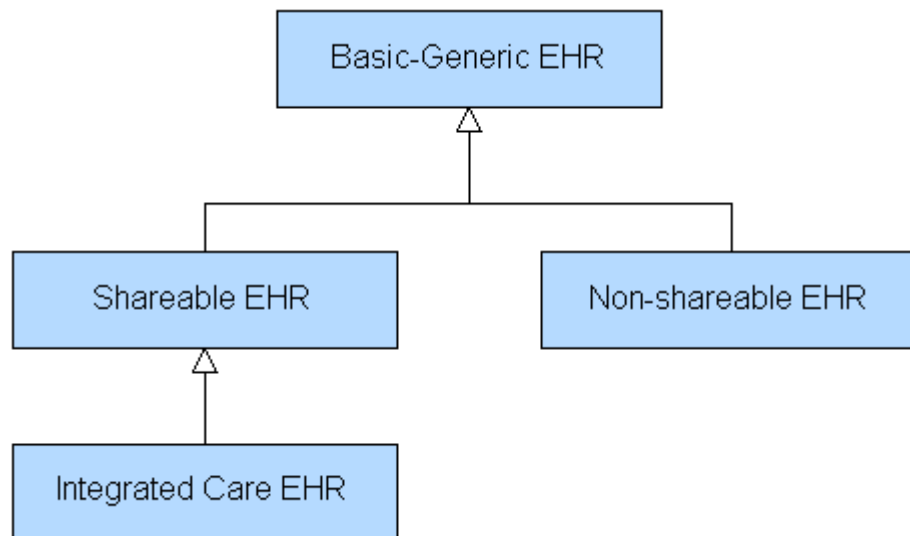 Basic-Generic EHR
Shareable EHR
Non-shareable EHR
Integrated Care EHR